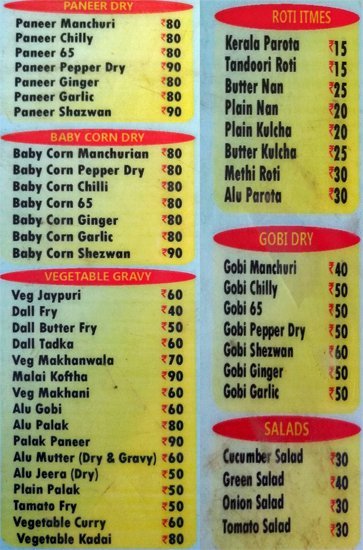 PANEER DRY
Paneer Manchuri ₹80
Paneer Chilly ₹80
Paneer 65 ₹80
Paneer Pepper Dry ₹90
Paneer Ginger ₹80
Paneer Garlic ₹80
Paneer Shazwan ₹90
BABY CORN DRY
Baby Corn Manchurian ₹80
Baby Corn Pepper Dry ₹80
Baby Corn Chilli ₹80
Baby Corn 65 ₹80
Baby Corn Ginger ₹80
Baby Corn Garlic ₹80
Baby Corn Shezwan ₹90
VEGETABLE GRAVY
Veg Jaypuri ₹60
Dall Fry ₹40
Dall Butter Fry ₹50
Dall Tadka ₹60
Veg Makhanwala ₹70
Malai Koftha ₹90
Veg Makhani ₹60
Alu Gobi ₹60
Alu Palak ₹80
Palak Paneer ₹90
Alu Mutter (Dry & Gravy) ₹60
Alu Jeera (Dry) ₹50
Plain Palak ₹50
Tamato Fry ₹50
Vegetable Curry ₹60
Vegetable Kadai ₹80
ROTI ITMES
Kerala Parota ₹15
Tandoori Roti ₹15
Butter Nan ₹25
Plain Nan ₹20
Plain Kulcha ₹20
Butter Kulcha ₹25
Methi Roti ₹30
Alu Parota ₹30
GOBI DRY
Gobi Manchuri ₹40
Gobi Chilly ₹50
Gobi 65 ₹50
Gobi Pepper Dry ₹50
Gobi Shezwan ₹60
Gobi Ginger ₹50
Gobi Garlic ₹50
SALADS
Cucumber Salad ₹30
Green Salad ₹40
Onion Salad ₹30
Tomato Salad ₹30